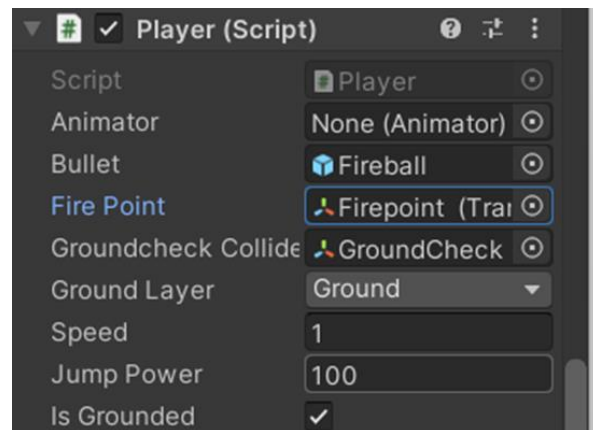 Player (Script)
Script Player
Animator None (Animator)
Bullet Fireball
Fire Point Firepoint (Tra
Groundcheck Collide GroundCheck
Ground Layer Ground
Speed 1
Jump Power 100
Is Grounded